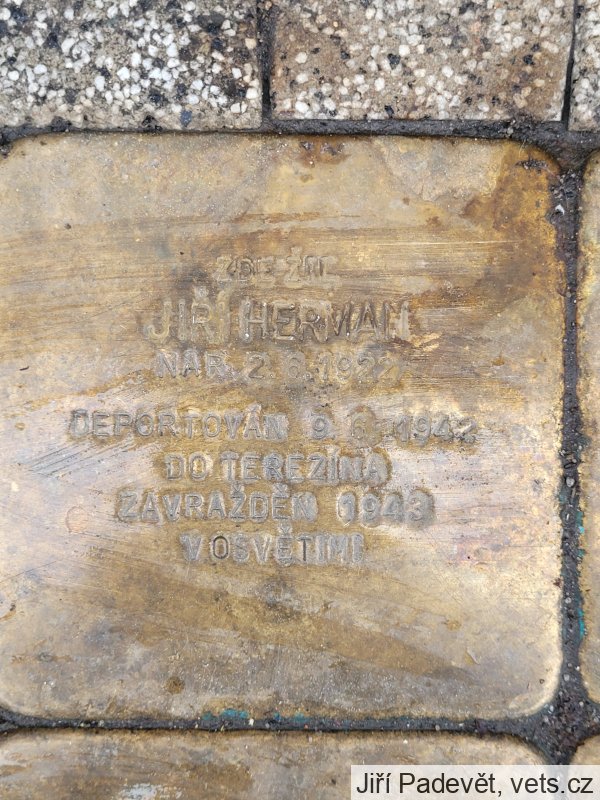 ZDE ŽIL
JIŘÍ HERMAN
NAR. 2.6.1922
DEPORTOVÁN 9.6.1942
DO TEREZÍNA
ZAVRAŽDĚN 1943
V OSVĚTIMI
Jiří Padevět, vets.cz